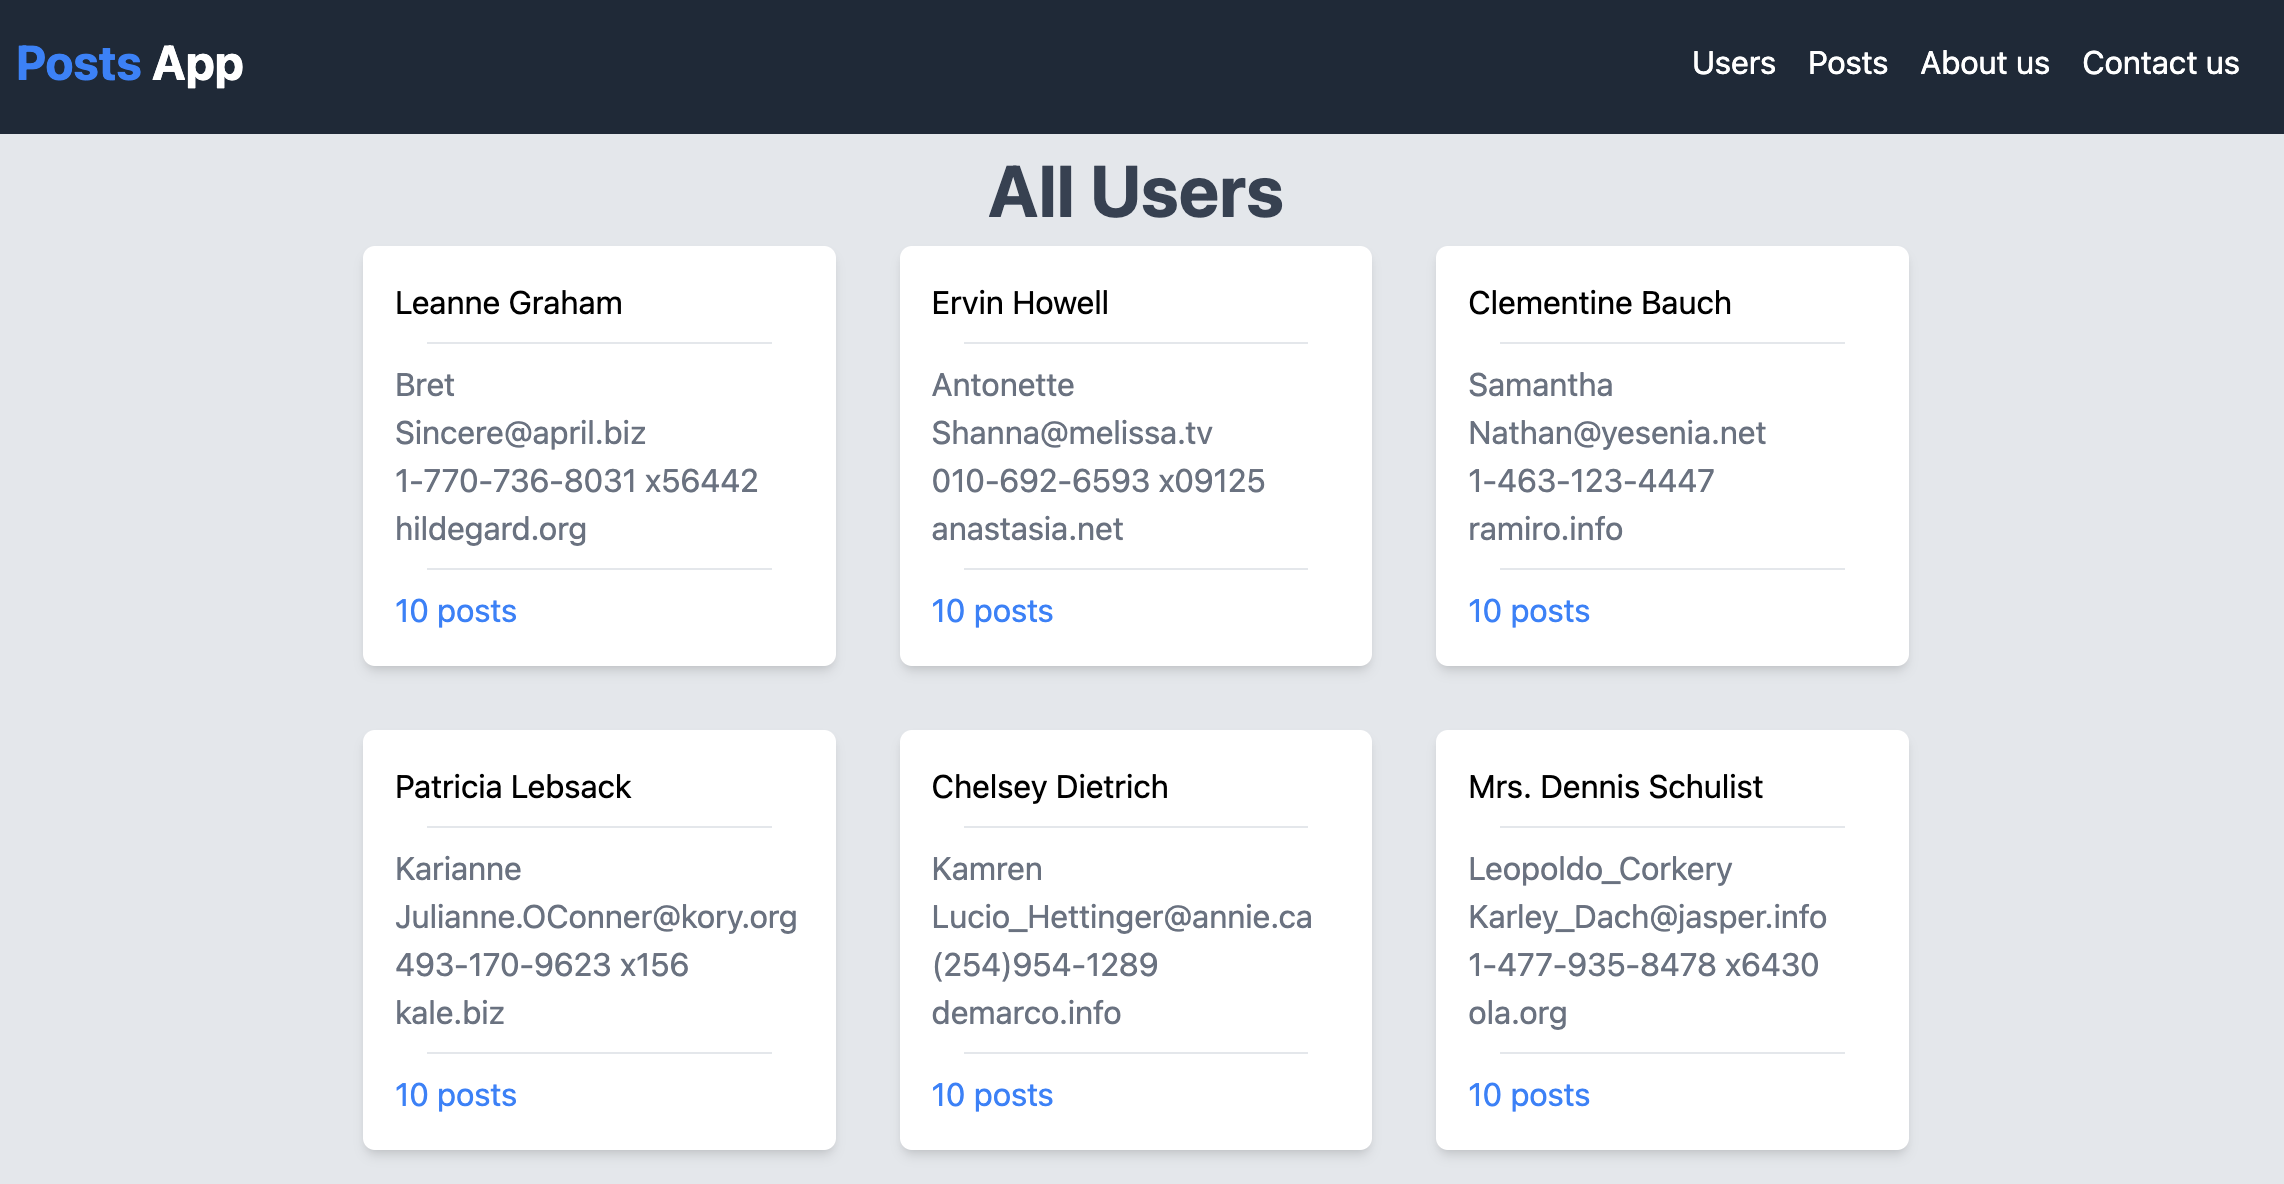 Posts App
Users Posts About us Contact us
All Users
Leanne Graham
Bret
Sincere@april.biz
1-770-736-8031 x56442
hildegard.org
10 posts
Ervin Howell
Antonette
Shanna@melissa.tv
010-692-6593 x09125
anastasia.net
10 posts
Clementine Bauch
Samantha
Nathan@yesenia.net
1-463-123-4447
ramiro.info
10 posts
Patricia Lebsack
Karianne
Julianne.OConner@kory.org
493-170-9623 x156
kale.biz
10 posts
Chelsey Dietrich
Kamren
Lucio_Hettinger@annie.ca
(254)954-1289
demarco.info
10 posts
Mrs. Dennis Schulist
Leopoldo_Corkery
Karley_Dach@jasper.info
1-477-935-8478 x6430
ola.org
10 posts